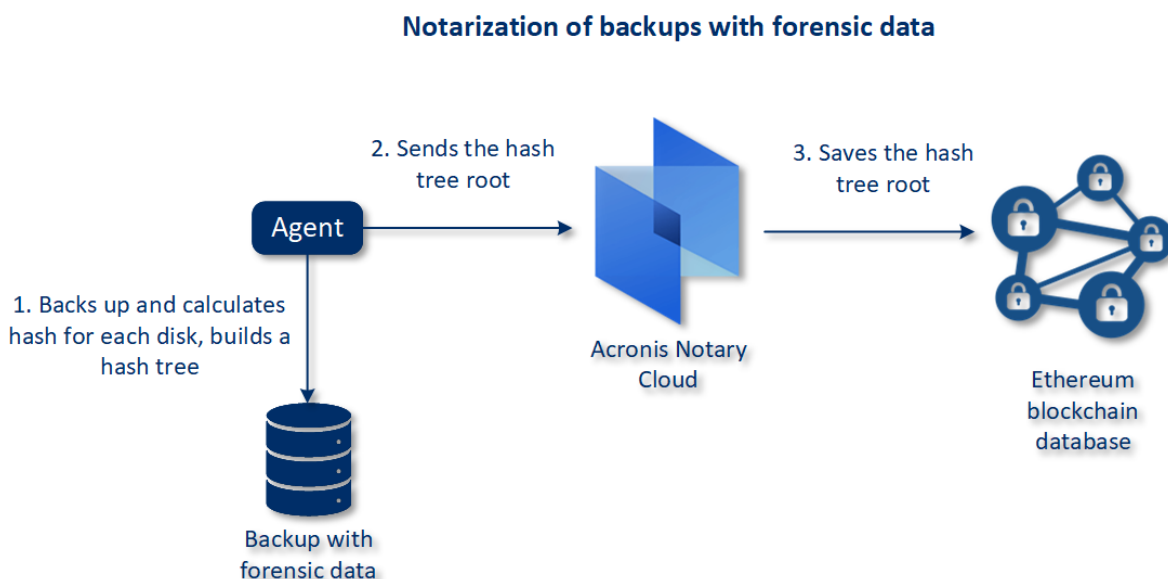 Notarization of backups with forensic data
2. Sends the hash
tree root
3. Saves the hash
tree root
Agent
1. Backs up and calculates
hash for each disk, builds a
hash tree
Acronis Notary
Cloud
Ethereum
blockchain
database
Backup with
forensic data